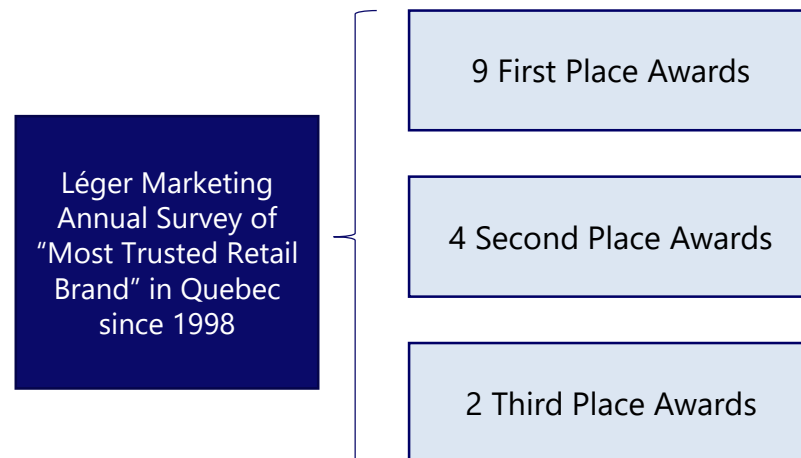 Léger Marketing
Annual Survey of
“Most Trusted Retail
Brand” in Quebec
since 1998
9 First Place Awards
4 Second Place Awards
2 Third Place Awards